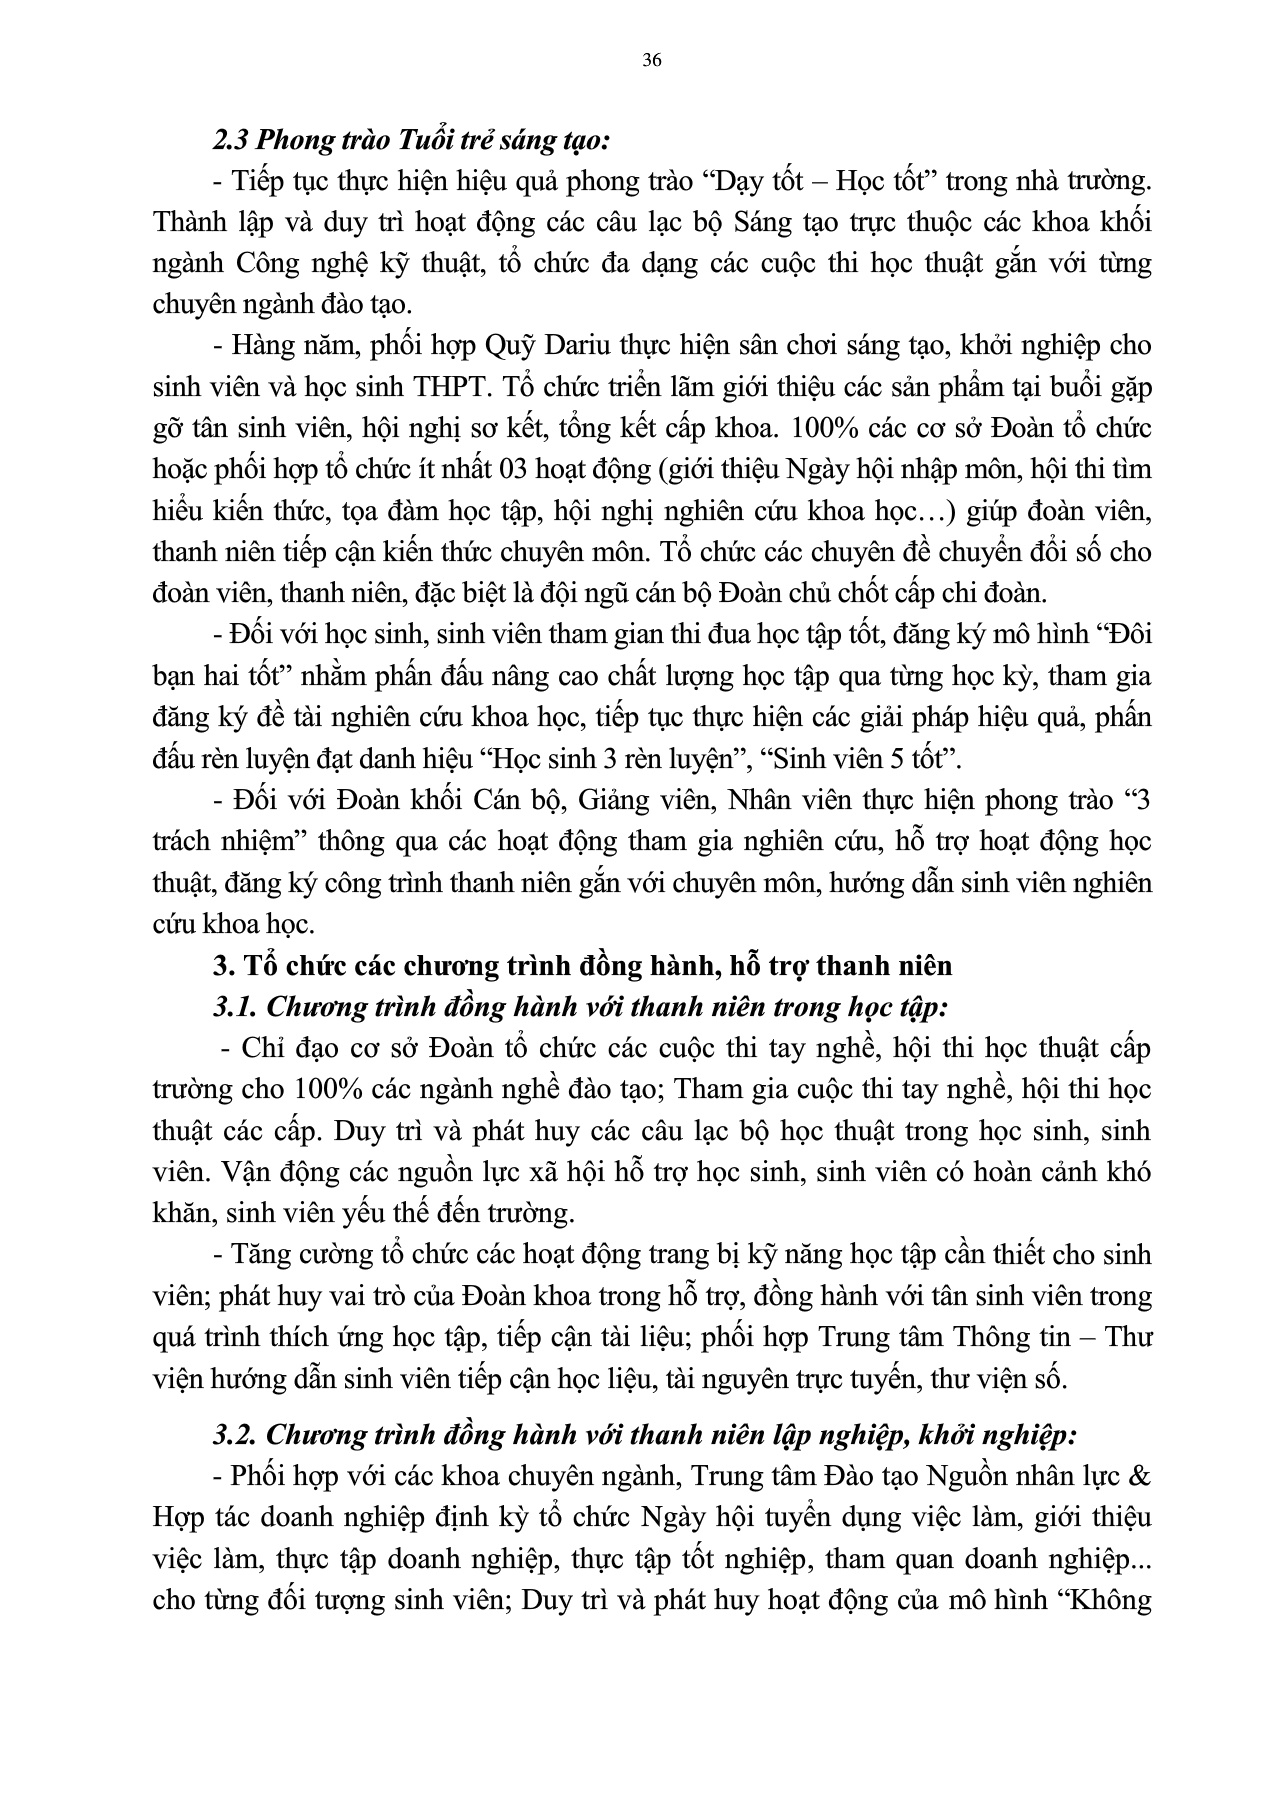 36
2.3 Phong trào Tuổi trẻ sáng tạo:
- Tiếp tục thực hiện hiệu quả phong trào “Dạy tốt – Học tốt” trong nhà trường.
Thành lập và duy trì hoạt động các câu lạc bộ Sáng tạo trực thuộc các khoa khối
ngành Công nghệ kỹ thuật, tổ chức đa dạng các cuộc thi học thuật gắn với từng
chuyên ngành đào tạo.
- Hàng năm, phối hợp Quỹ Dariu thực hiện sân chơi sáng tạo, khởi nghiệp cho
sinh viên và học sinh THPT. Tổ chức triển lãm giới thiệu các sản phẩm tại buổi gặp
gỡ tân sinh viên, hội nghị sơ kết, tổng kết cấp khoa. 100% các cơ sở Đoàn tổ chức
hoặc phối hợp tổ chức ít nhất 03 hoạt động (giới thiệu Ngày hội nhập môn, hội thi tìm
hiểu kiến thức, tọa đàm học tập, hội nghị nghiên cứu khoa học…) giúp đoàn viên,
thanh niên tiếp cận kiến thức chuyên môn. Tổ chức các chuyên đề chuyển đổi số cho
đoàn viên, thanh niên, đặc biệt là đội ngũ cán bộ Đoàn chủ chốt cấp chi đoàn.
- Đối với học sinh, sinh viên tham gian thi đua học tập tốt, đăng ký mô hình “Đôi
bạn hai tốt” nhằm phấn đấu nâng cao chất lượng học tập qua từng học kỳ, tham gia
đăng ký đề tài nghiên cứu khoa học, tiếp tục thực hiện các giải pháp hiệu quả, phấn
đấu rèn luyện đạt danh hiệu “Học sinh 3 rèn luyện”, “Sinh viên 5 tốt”.
- Đối với Đoàn khối Cán bộ, Giảng viên, Nhân viên thực hiện phong trào “3
trách nhiệm” thông qua các hoạt động tham gia nghiên cứu, hỗ trợ hoạt động học
thuật, đăng ký công trình thanh niên gắn với chuyên môn, hướng dẫn sinh viên nghiên
cứu khoa học.
3. Tổ chức các chương trình đồng hành, hỗ trợ thanh niên
3.1. Chương trình đồng hành với thanh niên trong học tập:
- Chỉ đạo cơ sở Đoàn tổ chức các cuộc thi tay nghề, hội thi học thuật cấp
trường cho 100% các ngành nghề đào tạo; Tham gia cuộc thi tay nghề, hội thi học
thuật các cấp. Duy trì và phát huy các câu lạc bộ học thuật trong học sinh, sinh
viên. Vận động các nguồn lực xã hội hỗ trợ học sinh, sinh viên có hoàn cảnh khó
khăn, sinh viên yếu thế đến trường.
- Tăng cường tổ chức các hoạt động trang bị kỹ năng học tập cần thiết cho sinh
viên; phát huy vai trò của Đoàn khoa trong hỗ trợ, đồng hành với tân sinh viên trong
quá trình thích ứng học tập, tiếp cận tài liệu; phối hợp Trung tâm Thông tin – Thư
viện hướng dẫn sinh viên tiếp cận học liệu, tài nguyên trực tuyến, thư viện số.
3.2. Chương trình đồng hành với thanh niên lập nghiệp, khởi nghiệp:
- Phối hợp với các khoa chuyên ngành, Trung tâm Đào tạo Nguồn nhân lực &
Hợp tác doanh nghiệp định kỳ tổ chức Ngày hội tuyển dụng việc làm, giới thiệu
việc làm, thực tập doanh nghiệp, thực tập tốt nghiệp, tham quan doanh nghiệp...
cho từng đối tượng sinh viên; Duy trì và phát huy hoạt động của mô hình “Không